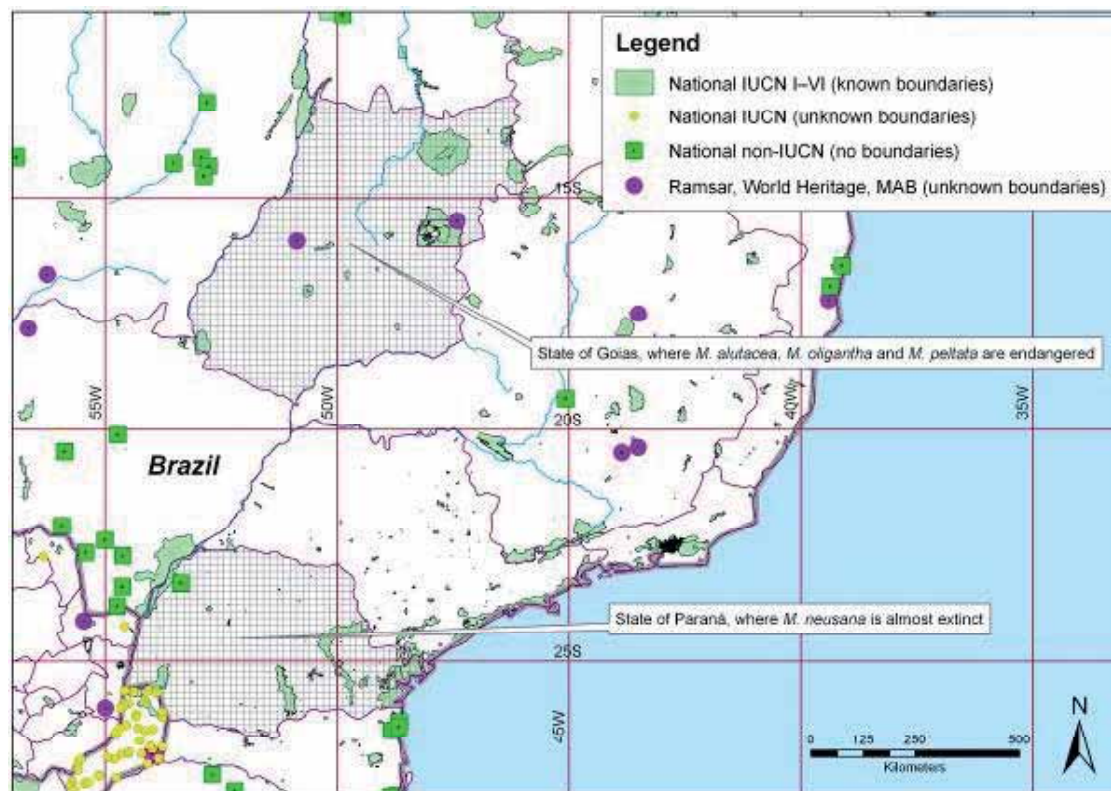 Legend
National IUCN I–VI (known boundaries)
National IUCN (unknown boundaries)
National non-IUCN (no boundaries)
Ramsar, World Heritage, MAB (unknown boundaries)
15S
State of Goias, where M. alutacea, M. oligantha and M. peltata are endangered
55W
50W
40W
35W
20S
Brazil
State of Paraná, where M. neusana is almost extinct
25S
45W
N
0 125 250 500
Kilometers